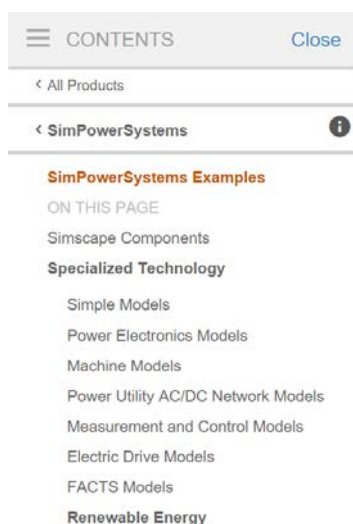 CONTENTS Close
< All Products
< SimPowerSystems
SimPowerSystems Examples
ON THIS PAGE
Simscape Components
Specialized Technology
Simple Models
Power Electronics Models
Machine Models
Power Utility AC/DC Network Models
Measurement and Control Models
Electric Drive Models
FACTS Models
Renewable Energy